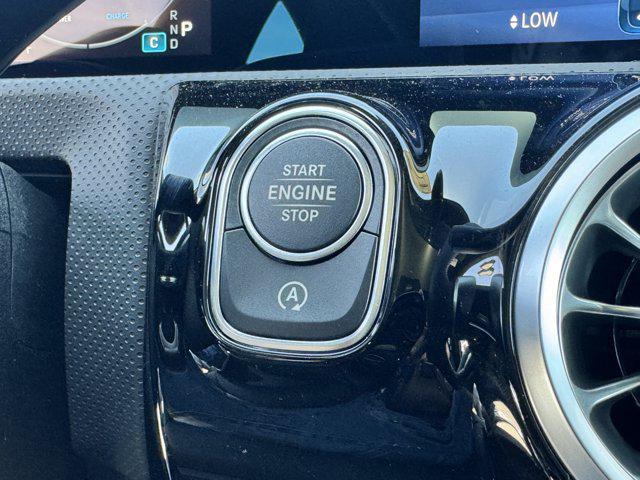 CHARGE
R
N P
C D
LOW
START
ENGINE
STOP
A